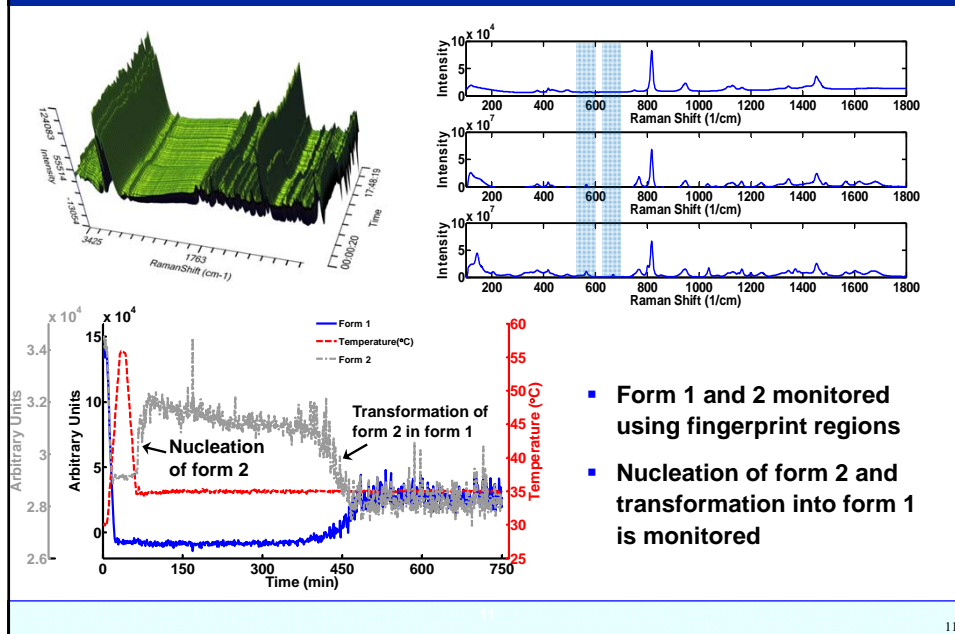 124083
55514
-13054
Intensity
3425
1763
RamanShift (cm-1)
00:00:20
Time
17:48:19
x 10^4
10
5
0
Intensity
200 400 600 800 1000 1200 1400 1600 1800
Raman Shift (1/cm)
x 10^7
10
5
0
Intensity
200 400 600 800 1000 1200 1400 1600 1800
Raman Shift (1/cm)
x 10^7
10
5
0
Intensity
200 400 600 800 1000 1200 1400 1600 1800
Raman Shift (1/cm)
x 10^4
3.4
3.2
3
2.8
2.6
Arbitrary Units
x 10^4
15
10
5
0
Arbitrary Units
Form 1
Temperature(ºC)
Form 2
Nucleation
of form 2
Transformation of
form 2 in form 1
60
55
50
45
40
35
30
25
Temperature (ºC)
0 150 300 450 600 750
Time (min)
▪ Form 1 and 2 monitored
using fingerprint regions
▪ Nucleation of form 2 and
transformation into form 1
is monitored
11
11